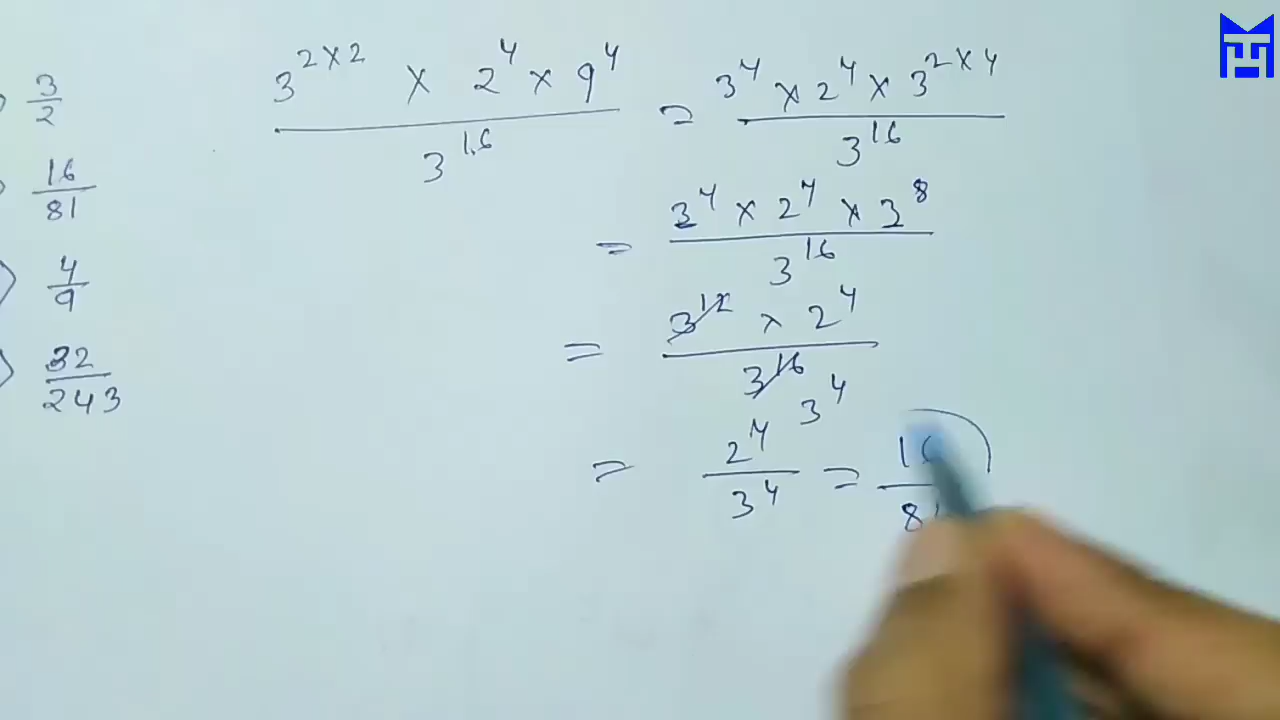 3/2
16/81
4/9
32/243
3^{2×2} × 2^4 × 9^4 / 3^{16} = 3^4 × 2^4 × 3^{2×4} / 3^{16}
= 3^4 × 2^4 × 3^8 / 3^{16}
= 3^{12} × 2^4 / 3^{16} 3^4
= 2^4 / 3^4 = 16/81